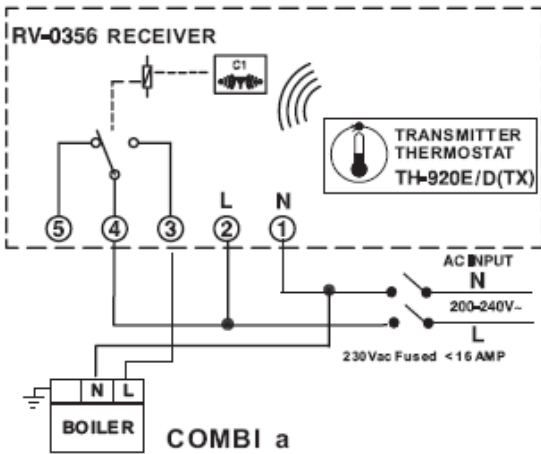 RV-0356 RECEIVER
C1
TRANSMITTER
THERMOSTAT
TH-920E/D(TX)
L N
5 4 3 2 1
AC INPUT
N
200-240V~
L
230Vac Fused <16 AMP
N L
BOILER
COMBI a